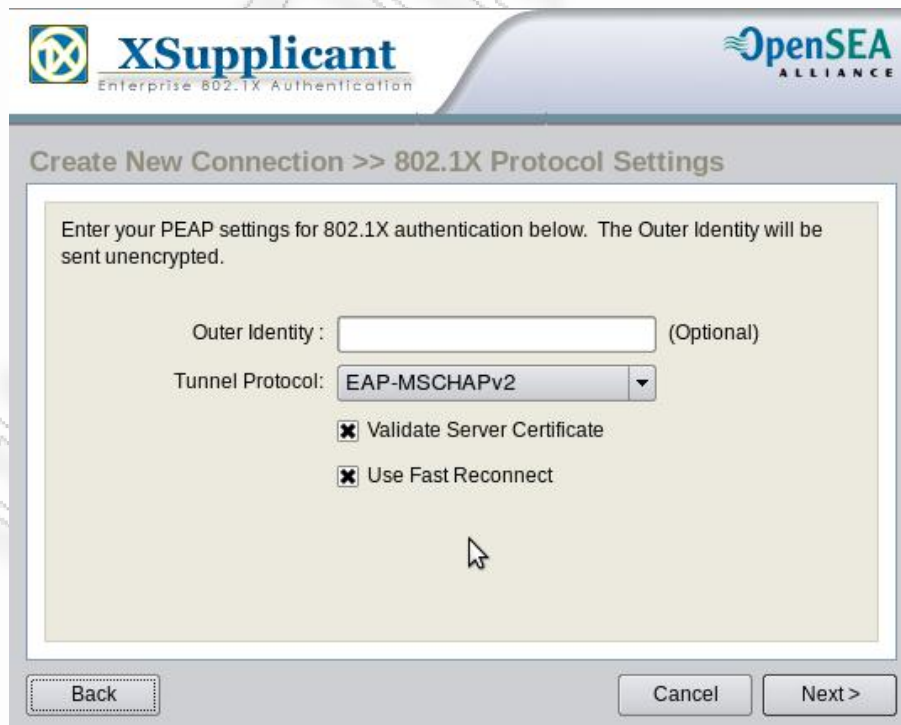 1X XSupplicant
Enterprise 802.1X Authentication
OpenSEA
ALLIANCE
Create New Connection >> 802.1X Protocol Settings
Enter your PEAP settings for 802.1X authentication below. The Outer Identity will be
sent unencrypted.
Outer Identity : (Optional)
Tunnel Protocol: EAP-MSCHAPv2
Validate Server Certificate
Use Fast Reconnect
Back Cancel Next >